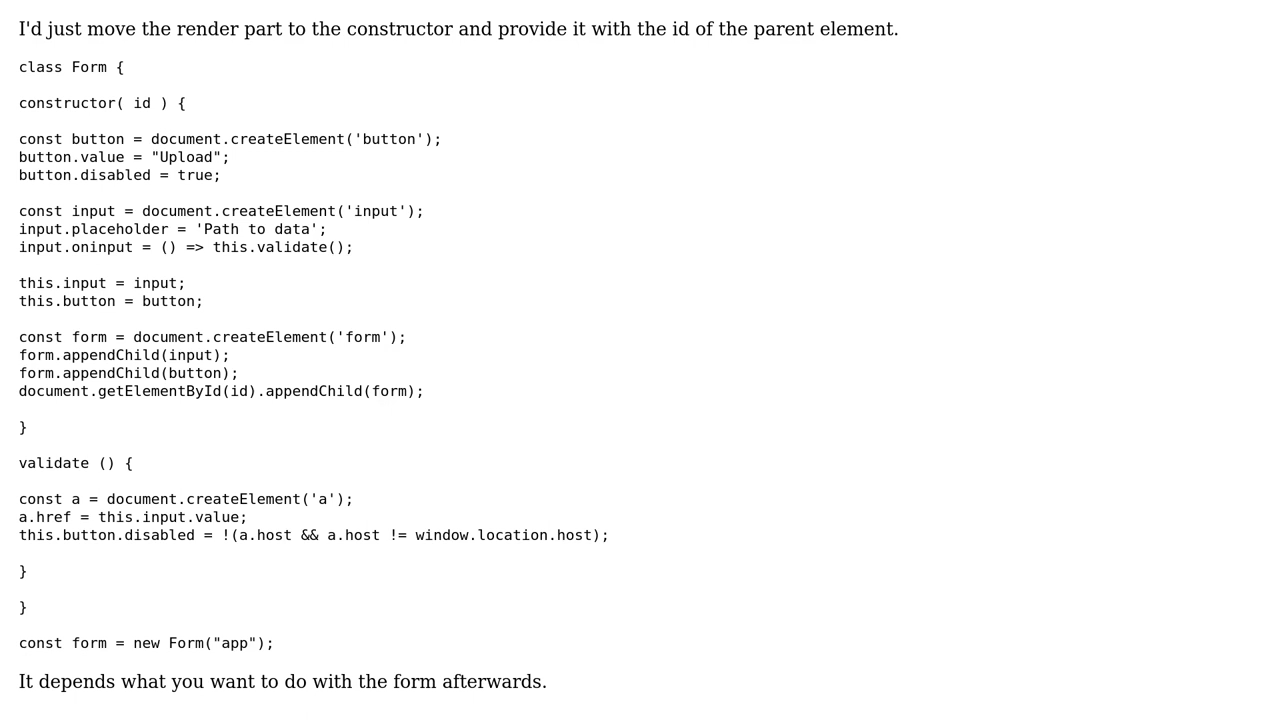 I'd just move the render part to the constructor and provide it with the id of the parent element.
class Form {
constructor( id ) {
const button = document.createElement('button');
button.value = "Upload";
button.disabled = true;
const input = document.createElement('input');
input.placeholder = 'Path to data';
input.oninput = () => this.validate();
this.input = input;
this.button = button;
const form = document.createElement('form');
form.appendChild(input);
form.appendChild(button);
document.getElementById(id).appendChild(form);
}
validate () {
const a = document.createElement('a');
a.href = this.input.value;
this.button.disabled = !(a.host && a.host != window.location.host);
}
}
const form = new Form("app");
It depends what you want to do with the form afterwards.